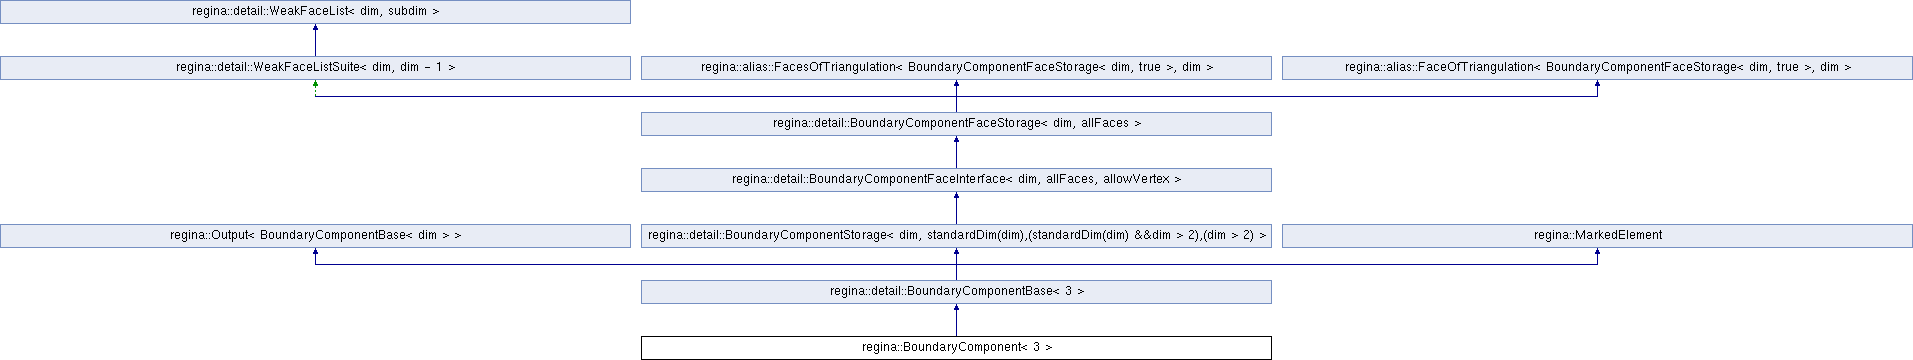 regina::detail::WeakFaceList< dim, subdim >
regina::detail::WeakFaceListSuite< dim, dim - 1 >
regina::alias::FacesOfTriangulation< BoundaryComponentFaceStorage< dim, true >, dim >
regina::alias::FaceOfTriangulation< BoundaryComponentFaceStorage< dim, true >, dim >
regina::detail::BoundaryComponentFaceStorage< dim, allFaces >
regina::detail::BoundaryComponentFaceInterface< dim, allFaces, allowVertex >
regina::Output< BoundaryComponentBase< dim > >
regina::detail::BoundaryComponentStorage< dim, standardDim(dim),(standardDim(dim) &&dim > 2),(dim > 2) >
regina::MarkedElement
regina::detail::BoundaryComponentBase< 3 >
regina::BoundaryComponent< 3 >